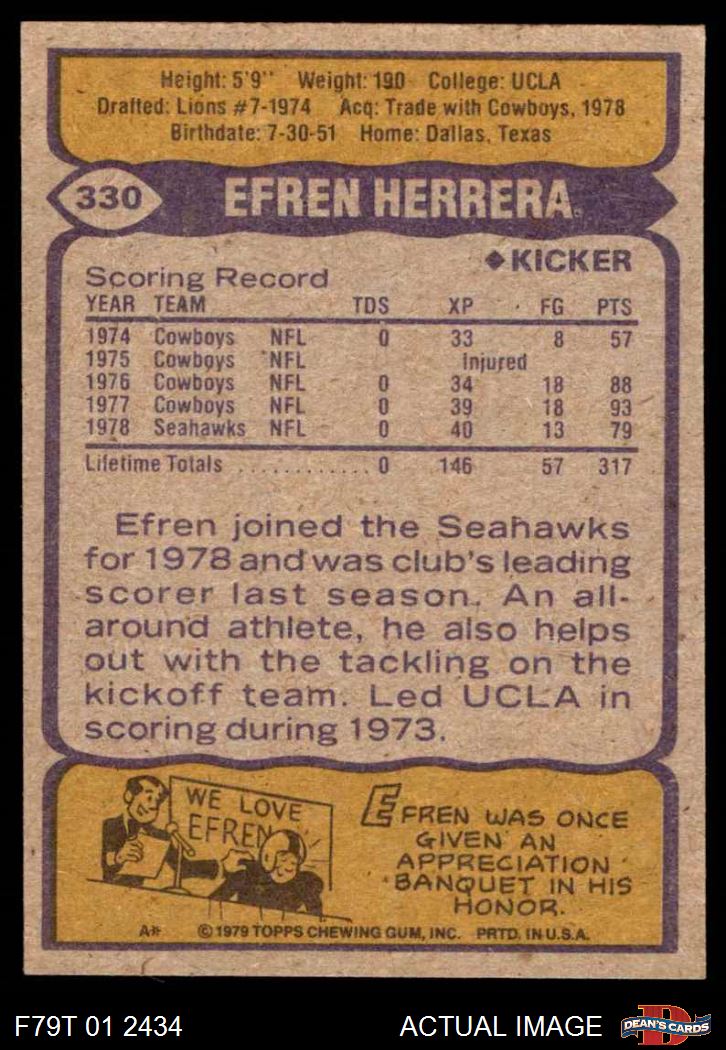 Height: 5'9" Weight: 190 College: UCLA
Drafted: Lions #7-1974 Acq: Trade with Cowboys, 1978
Birthdate: 7-30-51 Home: Dallas, Texas
330 EFREN HERRERA
◆KICKER
Scoring Record
YEAR TEAM TDS XP FG PTS
1974 Cowboys NFL 0 33 8 57
1975 Cowboys NFL Injured
1976 Cowboys NFL 0 34 18 88
1977 Cowboys NFL 0 39 18 93
1978 Seahawks NFL 0 40 13 79
Lifetime Totals ............ 0 146 57 317
Efren joined the Seahawks
for 1978 and was club's leading
scorer last season. An all-
around athlete, he also helps
out with the tackling on the
kickoff team. Led UCLA in
scoring during 1973.
WE LOVE
EFREN
EFREN WAS ONCE
GIVEN AN
APPRECIATION
BANQUET IN HIS
HONOR.
A* © 1979 TOPPS CHEWING GUM, INC. PRTD. IN U.S.A.
F79T 01 2434 ACTUAL IMAGE D DEAN'S CARDS